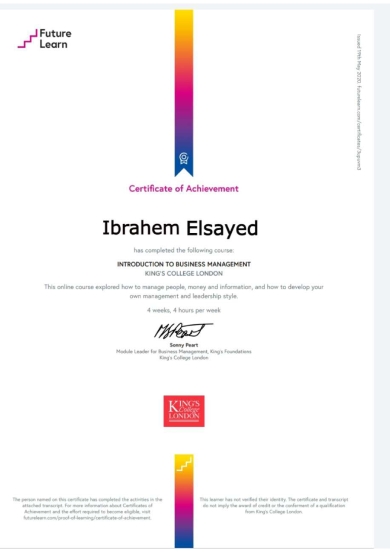 Future
Learn
Certificate of Achievement
Ibrahem Elsayed
has completed the following course:
INTRODUCTION TO BUSINESS MANAGEMENT
KING'S COLLEGE LONDON
This online course explored how to manage people, money and information, and how to develop your
own management and leadership style.
4 weeks, 4 hours per week
Sonny Peart
Module Leader for Business Management, King's Foundations
King's College London
KING'S
College
LONDON
The person named on this certificate has completed the activities in the
attached transcript. For more information about Certificates of
Achievement and the effort required to become eligible, visit
futurelearn.com/proof-of-learning/certificate-of-achievement.
This learner has not verified their identity. The certificate and transcript
do not imply the award of credit or the conferment of a qualification
from King's College London.
Issued 19th May 2020. futurelearn.com/certificates/